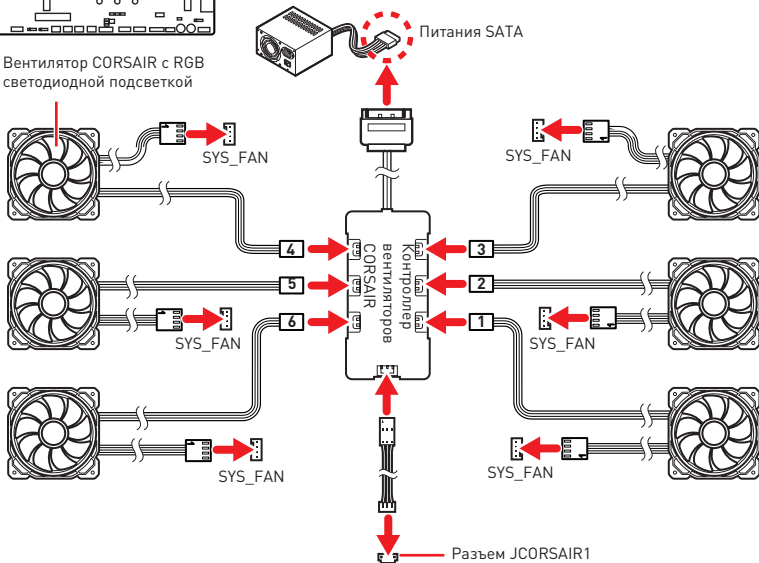 Питания SATA
Вентилятор CORSAIR с RGB
светодиодной подсветкой
SYS_FAN
SYS_FAN
4
3
5
2
6
1
Контроллер
вентиляторов
CORSAIR
SYS_FAN
SYS_FAN
SYS_FAN
SYS_FAN
Разъем JCORSAIR1